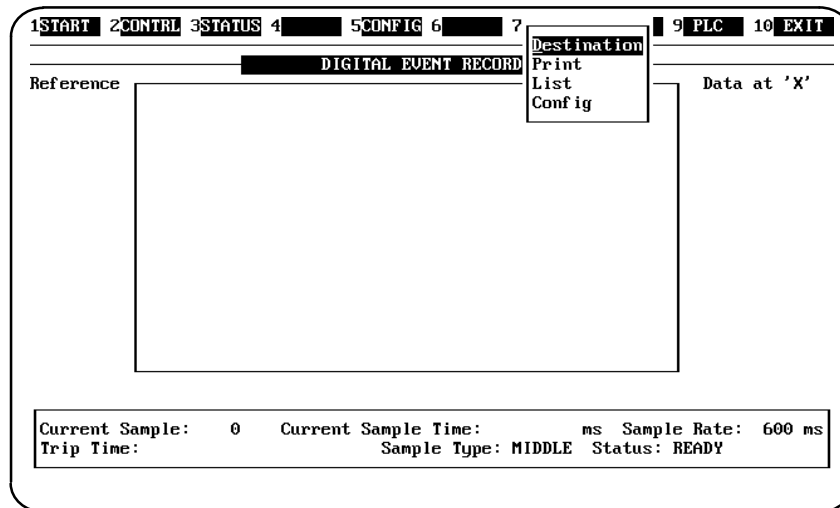 1START 2CONTRL 3STATUS 4 5CONFIG 6 7 9 PLC 10 EXIT
Destination
DIGITAL EVENT RECORD Print
Reference List Data at 'X'
Config
Current Sample: 0 Current Sample Time: ms Sample Rate: 600 ms
Trip Time: Sample Type: MIDDLE Status: READY